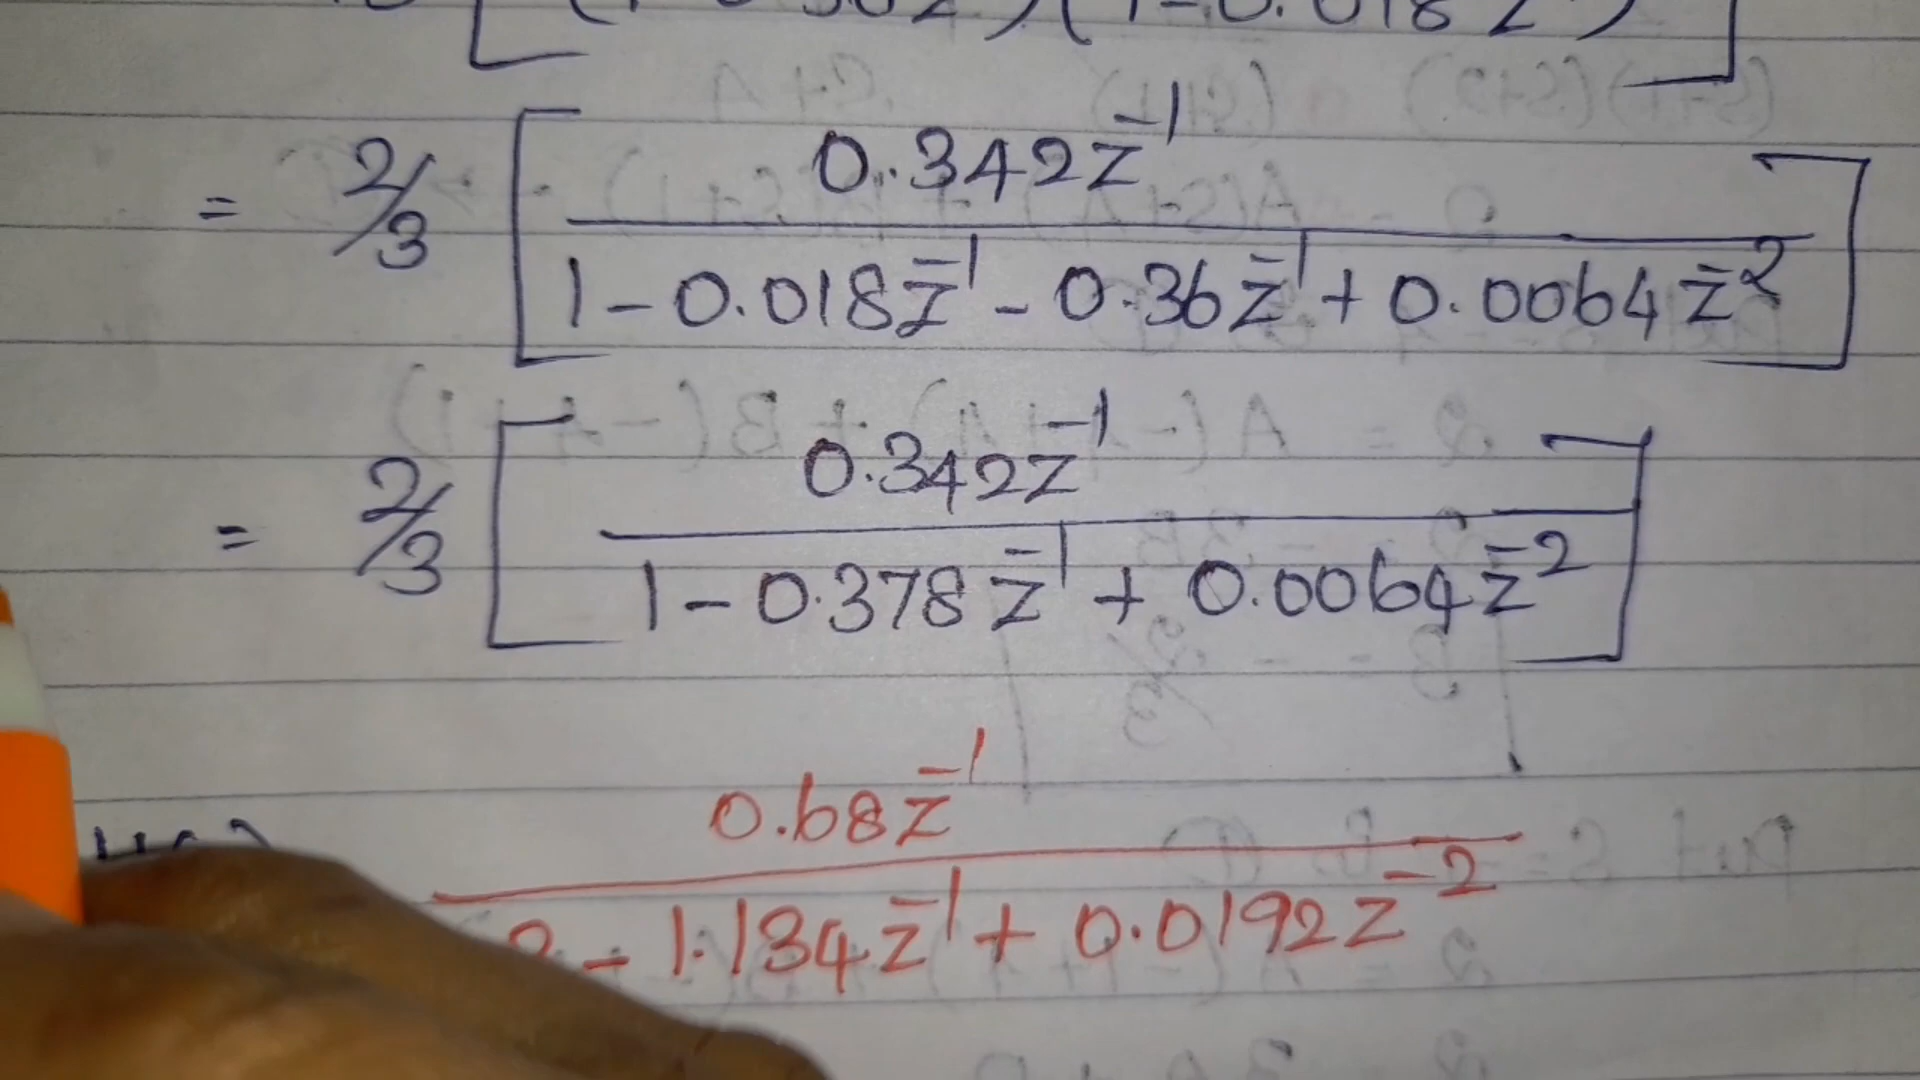 = 2/3 [ 0.342z⁻¹ / 1 - 0.018z⁻¹ - 0.36z⁻¹ + 0.0064z⁻² ]
= 2/3 [ 0.342z⁻¹ / 1 - 0.378z⁻¹ + 0.0064z⁻² ]
0.68z⁻¹
- 1.134z⁻¹ + 0.0192z⁻²